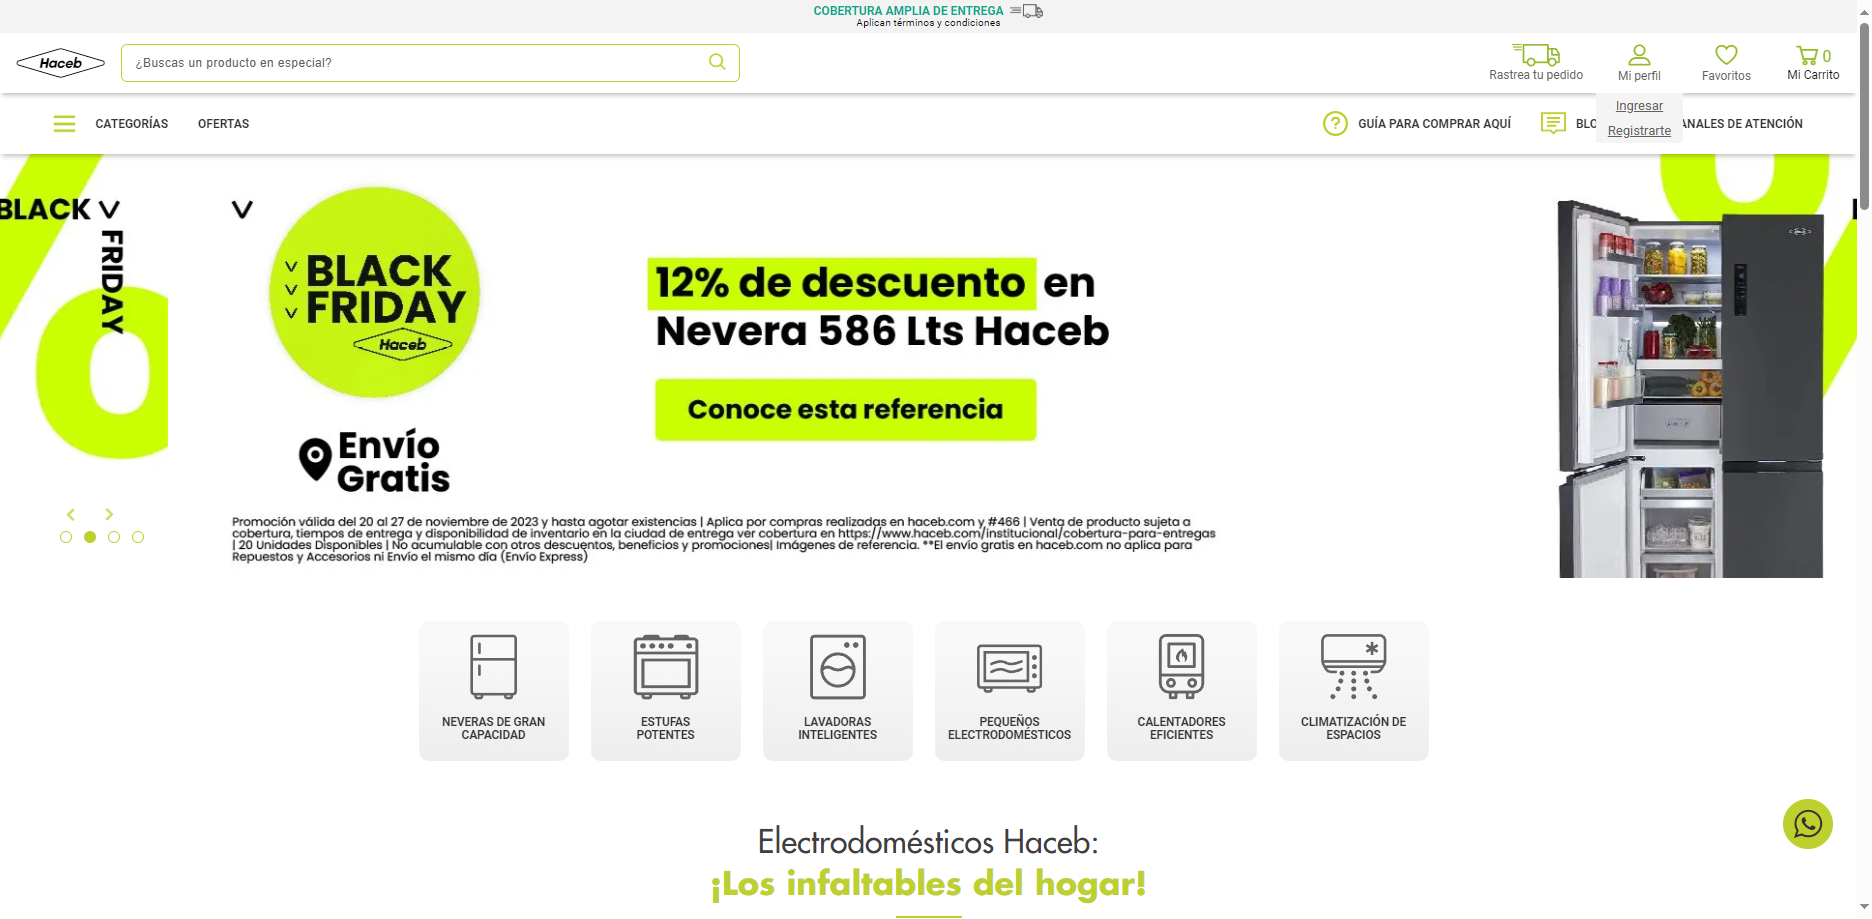 COBERTURA AMPLIA DE ENTREGA
Aplican términos y condiciones
Haceb
¿Buscas un producto en especial?
Rastrea tu pedido
Mi perfil
Favoritos
0
Mi Carrito
Ingresar
Registrarte
CATEGORÍAS
OFERTAS
GUÍA PARA COMPRAR AQUÍ
BLO
ANALES DE ATENCIÓN
BLACK
FRIDAY
BLACK
FRIDAY
Haceb
Envío
Gratis
12% de descuento en
Nevera 586 Lts Haceb
Conoce esta referencia
Promoción válida del 20 al 27 de noviembre de 2023 y hasta agotar existencias | Aplica por compras realizadas en haceb.com y #466 | Venta de producto sujeta a
cobertura, tiempos de entrega y disponibilidad de inventario en la ciudad de entrega ver cobertura en https://www.haceb.com/institucional/cobertura-para-entregas
| 20 Unidades Disponibles | No acumulable con otros descuentos, beneficios y promociones| Imágenes de referencia. **El envío gratis en haceb.com no aplica para
Repuestos y Accesorios ni Envío el mismo día (Envío Express)
NEVERAS DE GRAN
CAPACIDAD
ESTUFAS
POTENTES
LAVADORAS
INTELIGENTES
PEQUEÑOS
ELECTRODOMÉSTICOS
CALENTADORES
EFICIENTES
CLIMATIZACIÓN DE
ESPACIOS
Electrodomésticos Haceb:
¡Los infaltables del hogar!